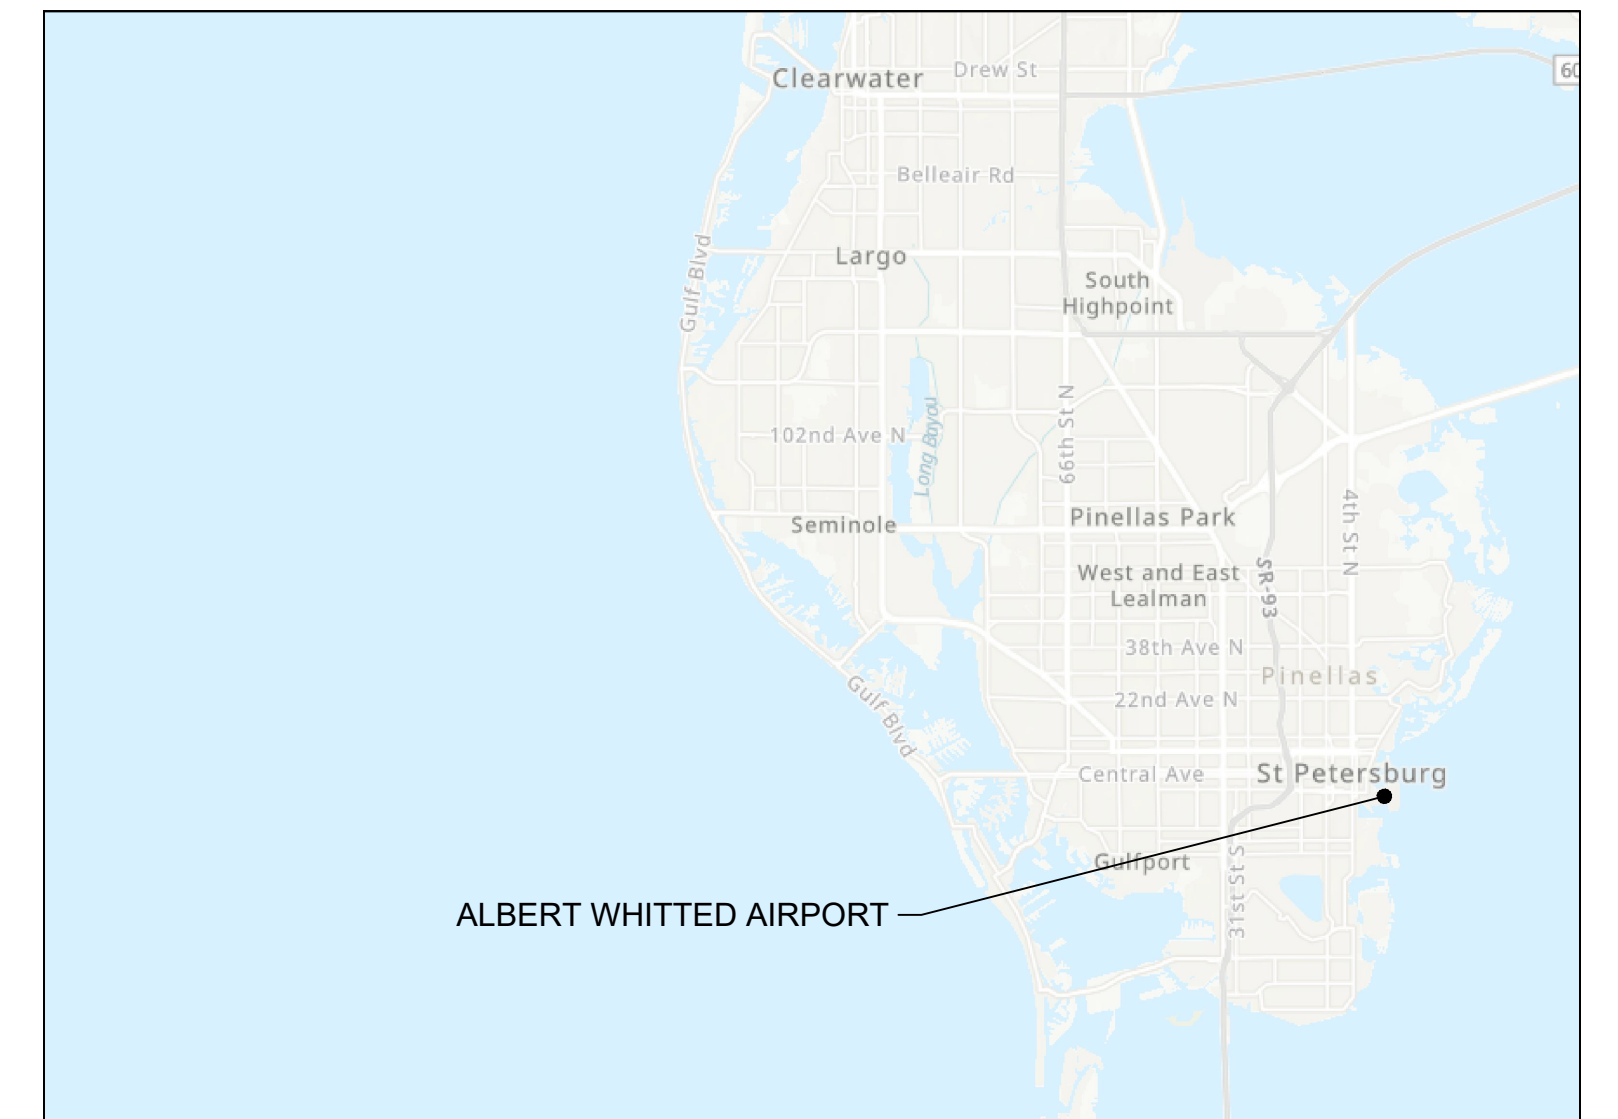 Clearwater
Drew St
60
Belleair Rd
Gulf Blvd
Largo
South
Highpoint
66th St N
Long Bayou
102nd Ave N
4th St N
Seminole
Pinellas Park
West and East
Lealman
SR-93
38th Ave N
Pinellas
22nd Ave N
Gulf Blvd
Central Ave
St Petersburg
Gulfport
31st St S
ALBERT WHITTED AIRPORT